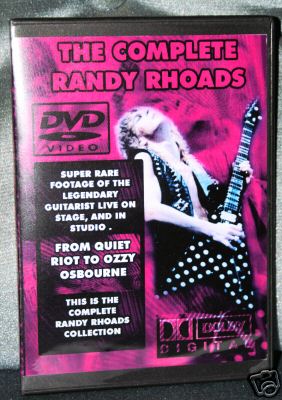 THE COMPLETE
RANDY RHOADS
DVD
VIDEO
SUPER RARE
FOOTAGE OF THE
LEGENDARY
GUITARIST LIVE ON
STAGE, AND IN
STUDIO .
FROM QUIET
RIOT TO OZZY
OSBOURNE
THIS IS THE
COMPLETE
RANDY RHOADS
COLLECTION
DOLBY
DIGITAL